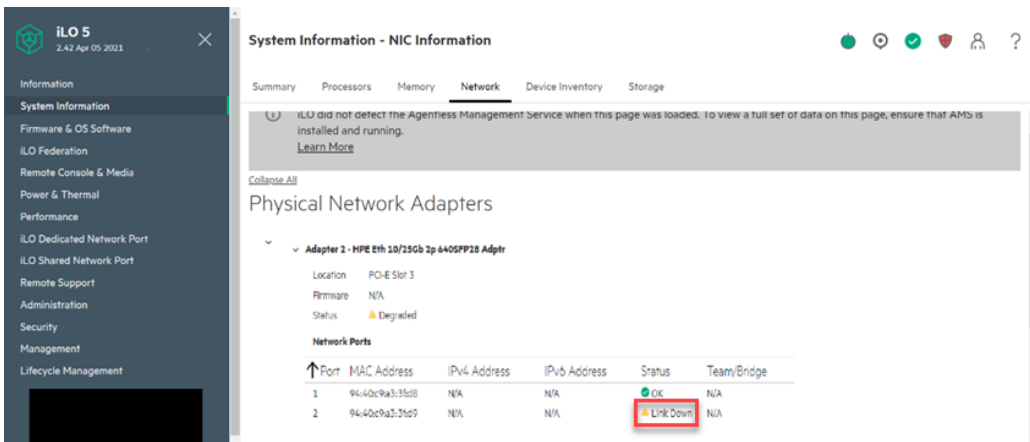 iLO 5
2.42 Apr 05 2021
Information
System Information
Firmware & OS Software
iLO Federation
Remote Console & Media
Power & Thermal
Performance
iLO Dedicated Network Port
iLO Shared Network Port
Remote Support
Administration
Security
Management
Lifecycle Management
System Information - NIC Information
?
Summary Processors Memory Network Device Inventory Storage
iLO did not detect the Agentless Management Service when this page was loaded. To view a full set of data on this page, ensure that AMS is
installed and running.
Learn More
Collapse All
Physical Network Adapters
Adapter 2 - HPE Eth 10/25Gb 2p 640SFP28 Adptr
Location PCI-E Slot 3
Firmware N/A
Status Degraded
Network Ports
Port MAC Address IPv4 Address IPv6 Address Status Team/Bridge
1 94:40:c9:a3:3f:d8 N/A N/A OK N/A
2 94:40:c9:a3:3f:d9 N/A N/A Link Down N/A